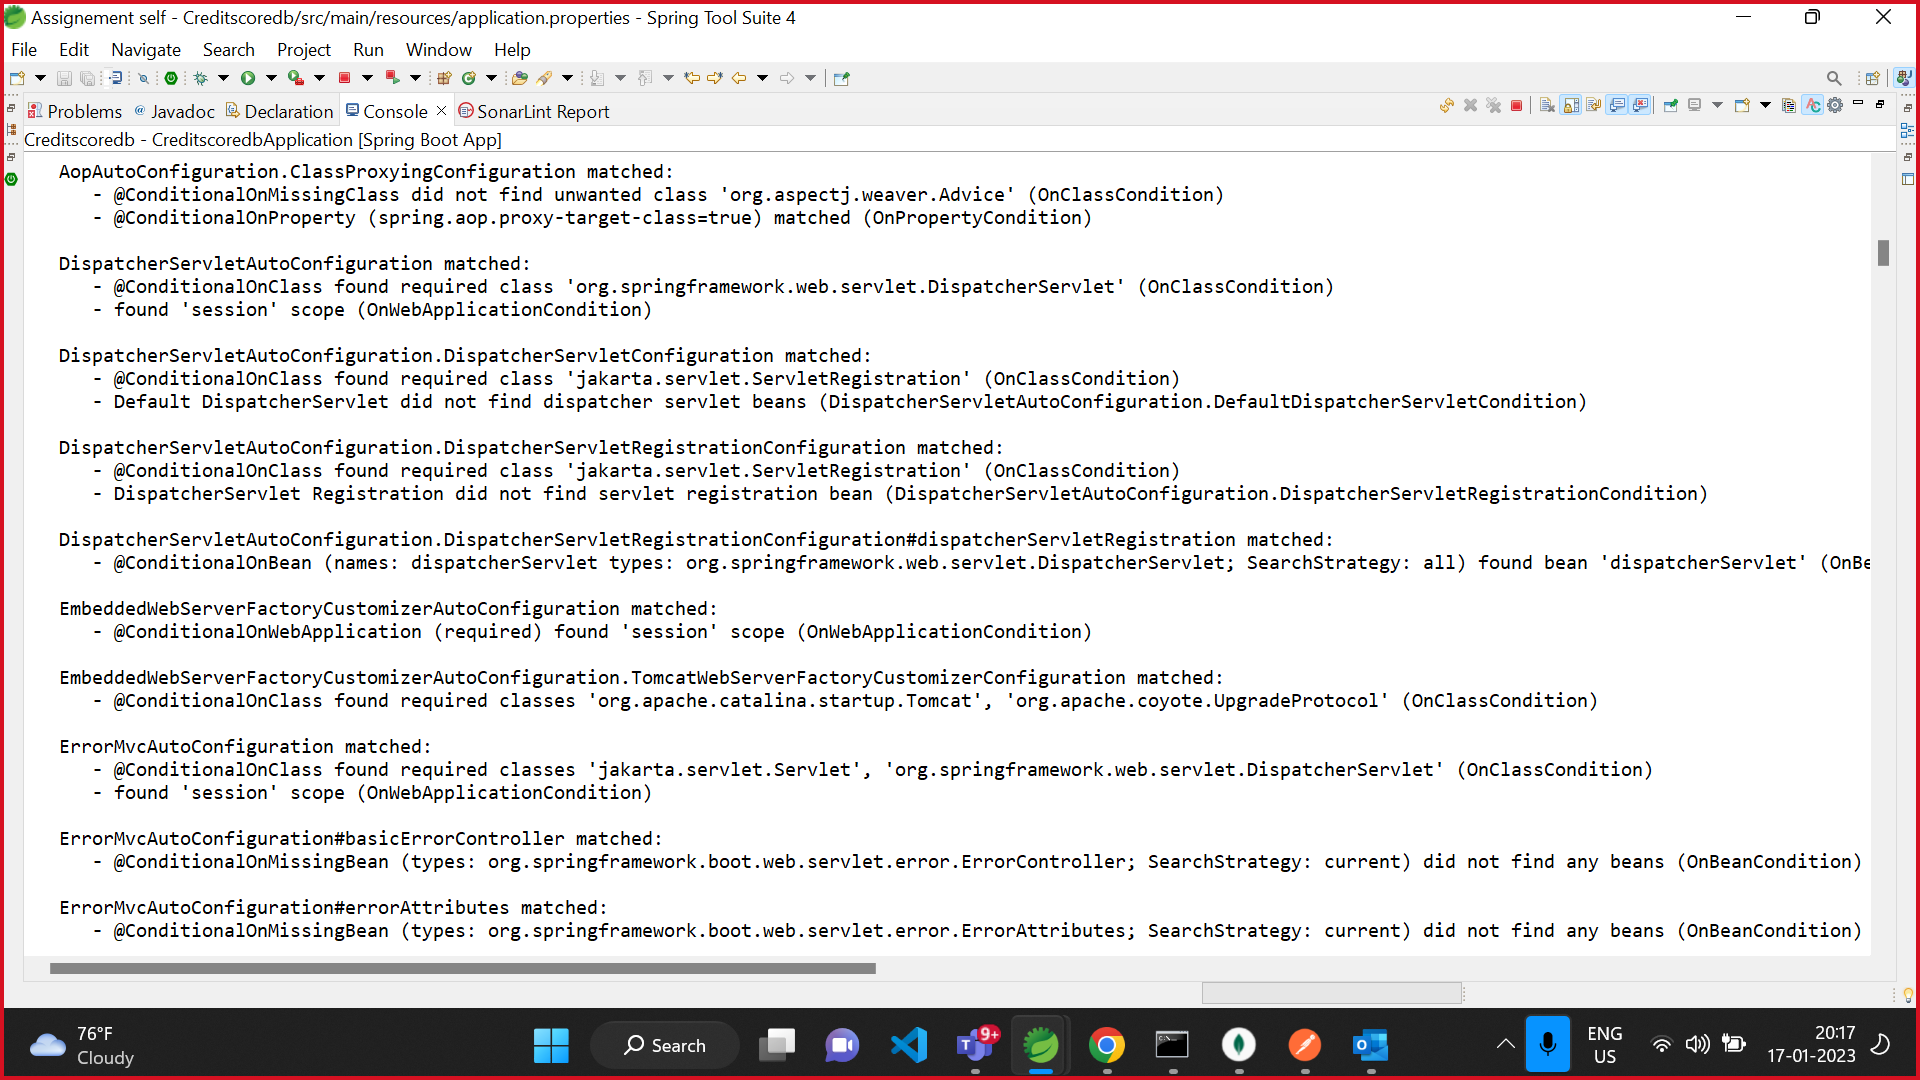 Assignement self - Creditscoredb/src/main/resources/application.properties - Spring Tool Suite 4
File Edit Navigate Search Project Run Window Help
Problems @ Javadoc Declaration Console SonarLint Report
Creditscoredb - CreditscoredbApplication [Spring Boot App]
AopAutoConfiguration.ClassProxyingConfiguration matched:
- @ConditionalOnMissingClass did not find unwanted class 'org.aspectj.weaver.Advice' (OnClassCondition)
- @ConditionalOnProperty (spring.aop.proxy-target-class=true) matched (OnPropertyCondition)
DispatcherServletAutoConfiguration matched:
- @ConditionalOnClass found required class 'org.springframework.web.servlet.DispatcherServlet' (OnClassCondition)
- found 'session' scope (OnWebApplicationCondition)
DispatcherServletAutoConfiguration.DispatcherServletConfiguration matched:
- @ConditionalOnClass found required class 'jakarta.servlet.ServletRegistration' (OnClassCondition)
- Default DispatcherServlet did not find dispatcher servlet beans (DispatcherServletAutoConfiguration.DefaultDispatcherServletCondition)
DispatcherServletAutoConfiguration.DispatcherServletRegistrationConfiguration matched:
- @ConditionalOnClass found required class 'jakarta.servlet.ServletRegistration' (OnClassCondition)
- DispatcherServlet Registration did not find servlet registration bean (DispatcherServletAutoConfiguration.DispatcherServletRegistrationCondition)
DispatcherServletAutoConfiguration.DispatcherServletRegistrationConfiguration#dispatcherServletRegistration matched:
- @ConditionalOnBean (names: dispatcherServlet types: org.springframework.web.servlet.DispatcherServlet; SearchStrategy: all) found bean 'dispatcherServlet' (OnBe
EmbeddedWebServerFactoryCustomizerAutoConfiguration matched:
- @ConditionalOnWebApplication (required) found 'session' scope (OnWebApplicationCondition)
EmbeddedWebServerFactoryCustomizerAutoConfiguration.TomcatWebServerFactoryCustomizerConfiguration matched:
- @ConditionalOnClass found required classes 'org.apache.catalina.startup.Tomcat', 'org.apache.coyote.UpgradeProtocol' (OnClassCondition)
ErrorMvcAutoConfiguration matched:
- @ConditionalOnClass found required classes 'jakarta.servlet.Servlet', 'org.springframework.web.servlet.DispatcherServlet' (OnClassCondition)
- found 'session' scope (OnWebApplicationCondition)
ErrorMvcAutoConfiguration#basicErrorController matched:
- @ConditionalOnMissingBean (types: org.springframework.boot.web.servlet.error.ErrorController; SearchStrategy: current) did not find any beans (OnBeanCondition)
ErrorMvcAutoConfiguration#errorAttributes matched:
- @ConditionalOnMissingBean (types: org.springframework.boot.web.servlet.error.ErrorAttributes; SearchStrategy: current) did not find any beans (OnBeanCondition)
76°F
Cloudy
Search
9+
ENG
US
20:17
17-01-2023